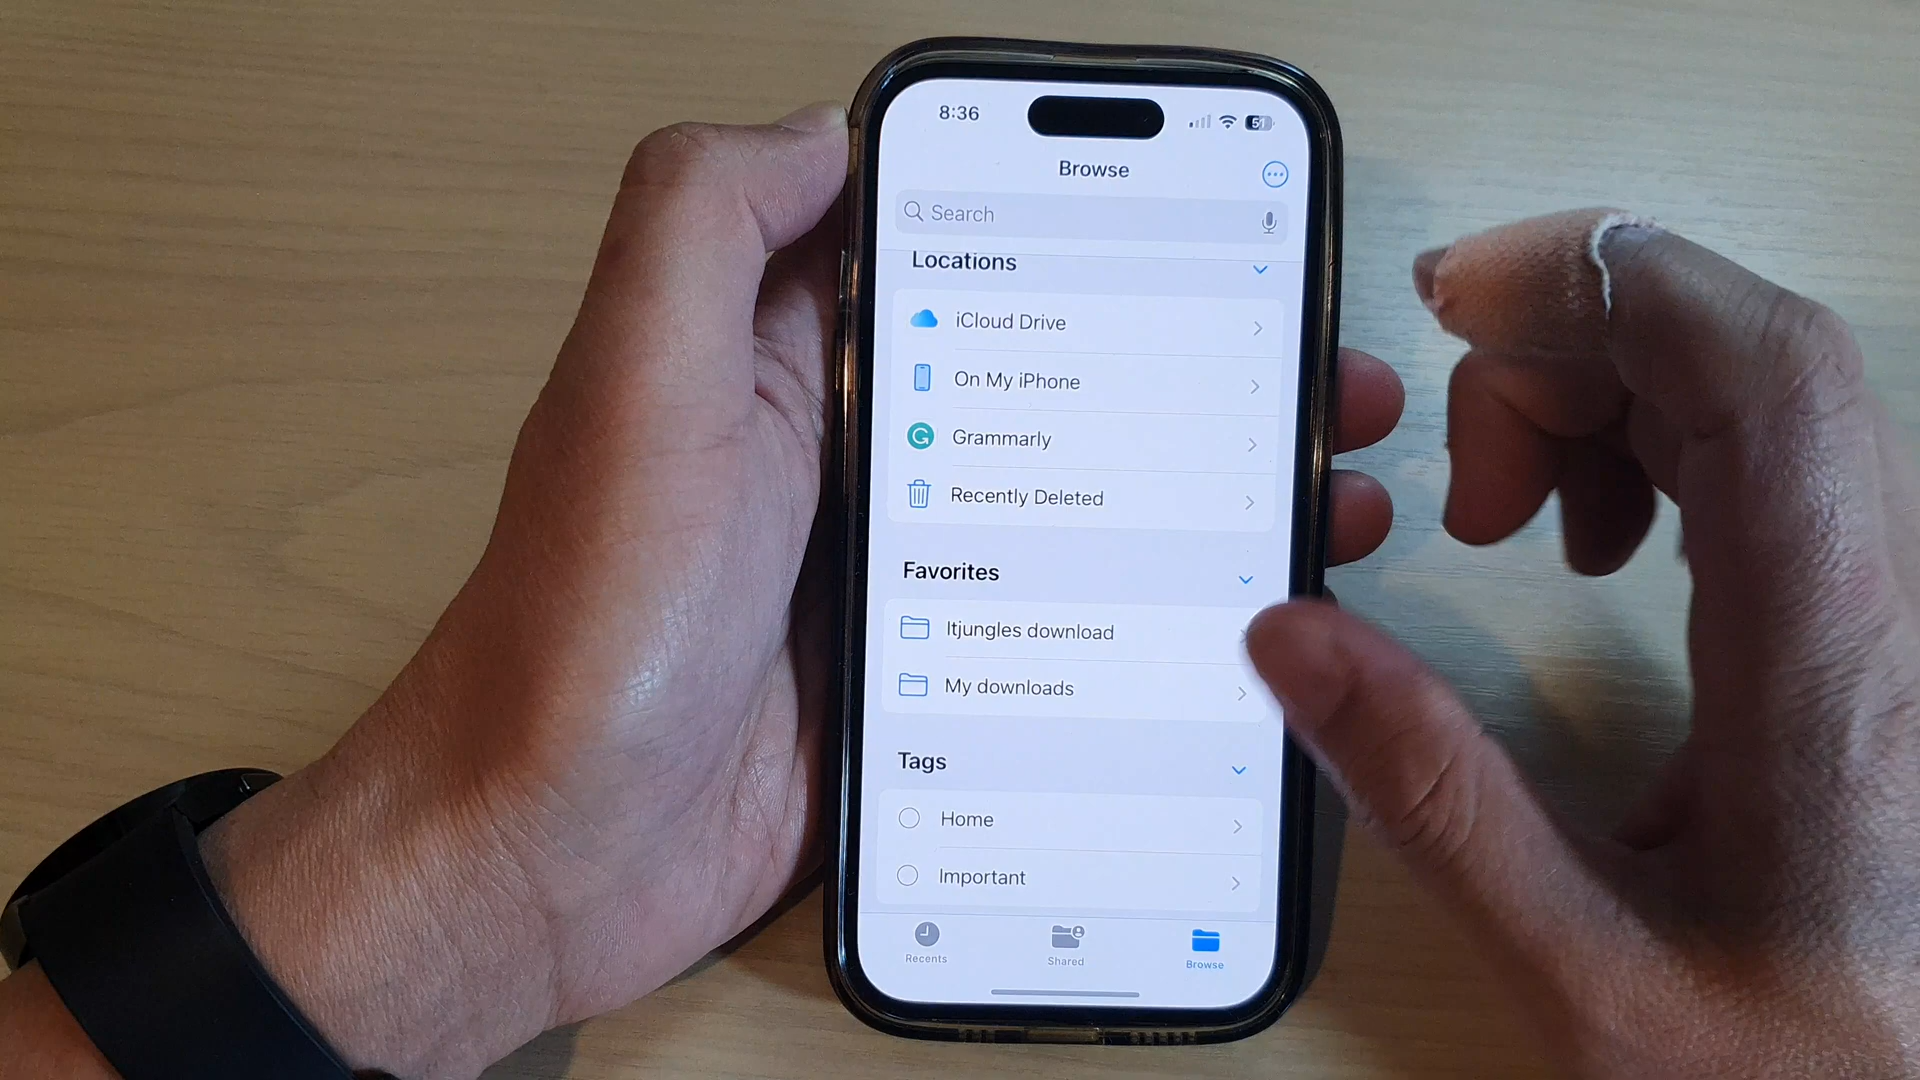 8:36
51
Browse
Search
Locations
iCloud Drive
On My iPhone
Grammarly
Recently Deleted
Favorites
Itjungles download
My downloads
Tags
Home
Important
Recents
Shared
Browse